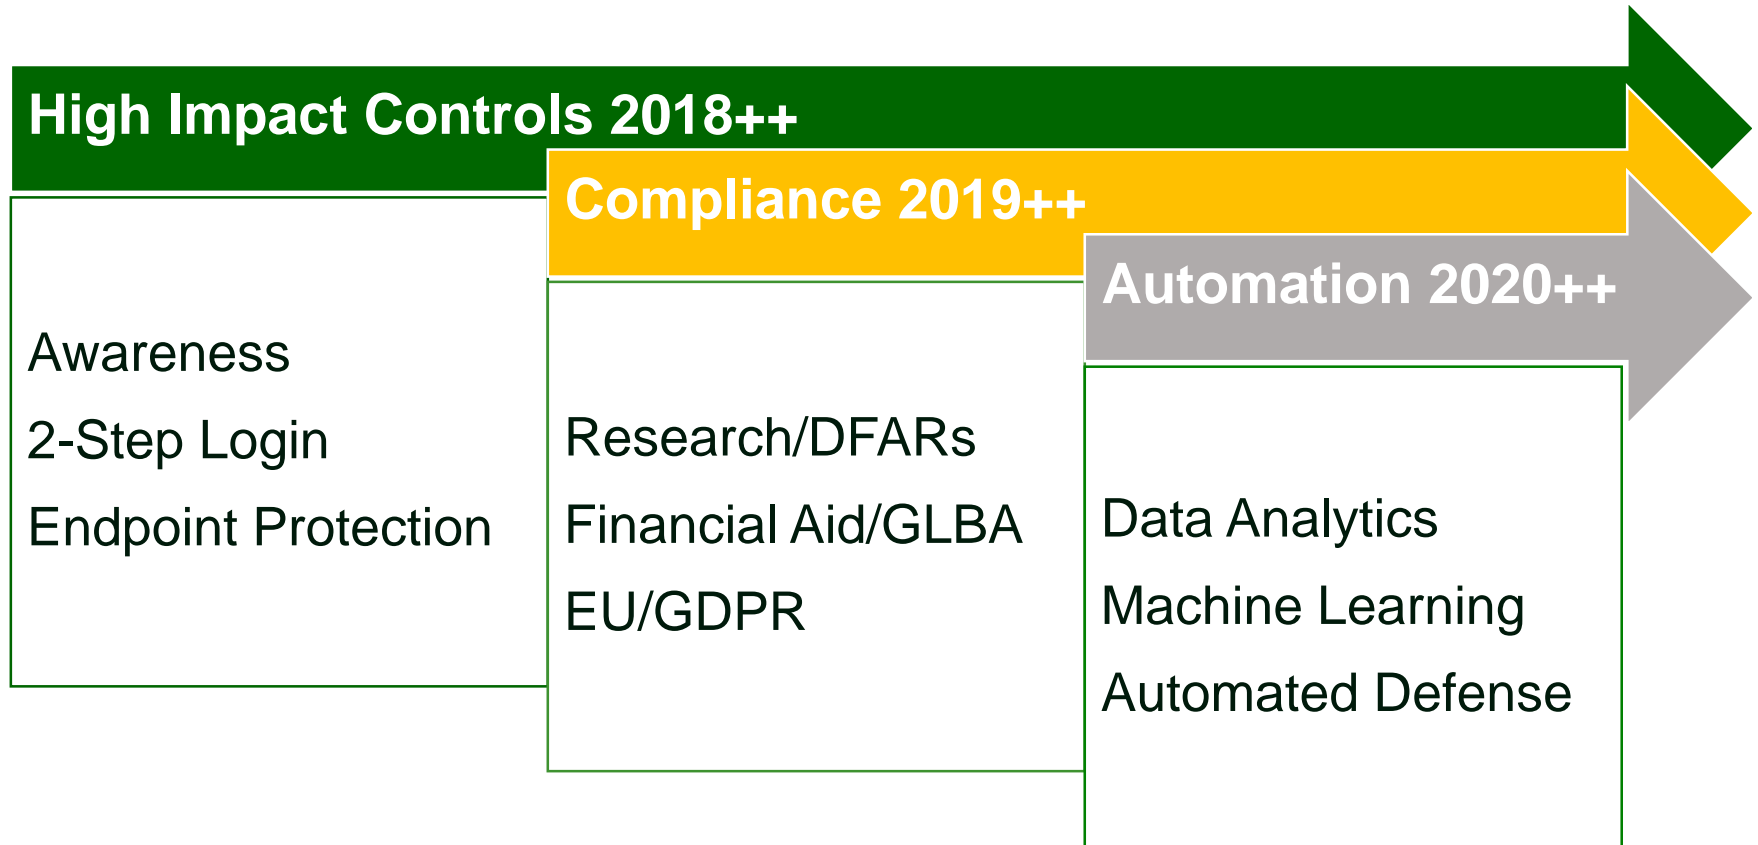 High Impact Controls 2018++
Awareness
2-Step Login
Endpoint Protection
Compliance 2019++
Research/DFARs
Financial Aid/GLBA
EU/GDPR
Automation 2020++
Data Analytics
Machine Learning
Automated Defense